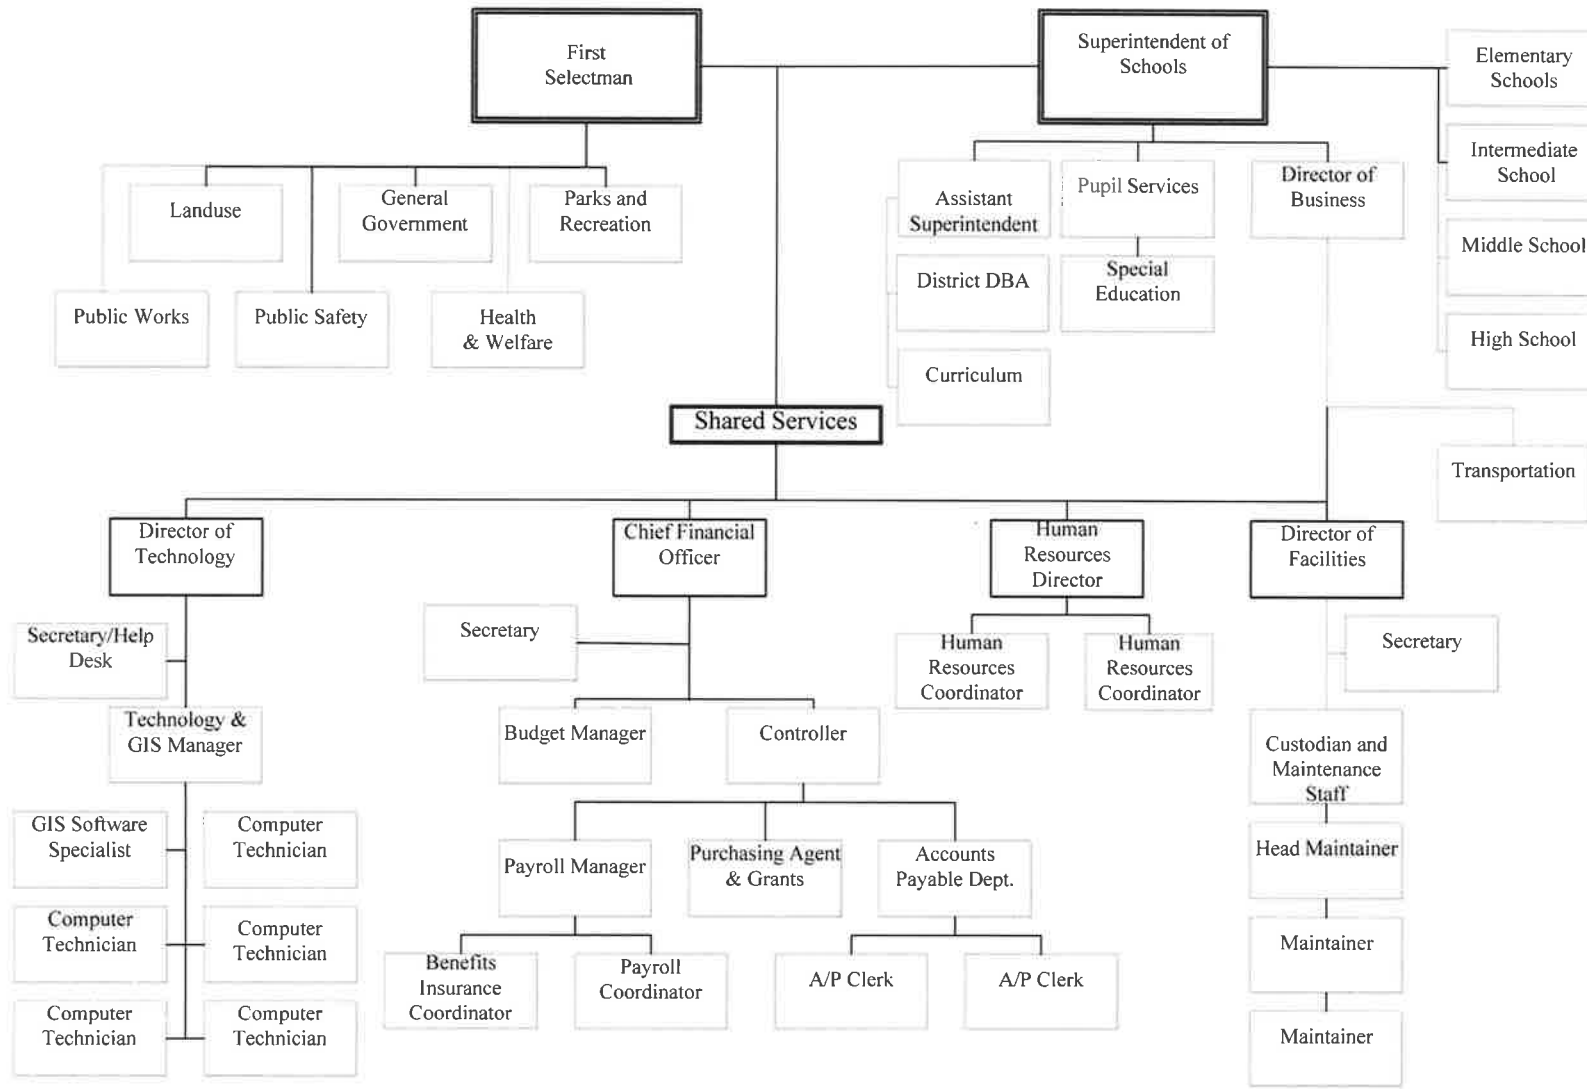 First
Selectman
Superintendent of
Schools
Elementary
Schools
Intermediate
School
Middle School
High School
Landuse
General
Government
Parks and
Recreation
Public Works
Public Safety
Health
& Welfare
Assistant
Superintendent
Pupil Services
Director of
Business
District DBA
Special
Education
Curriculum
Shared Services
Transportation
Director of
Technology
Chief Financial
Officer
Human
Resources
Director
Director of
Facilities
Secretary/Help
Desk
Secretary
Human
Resources
Coordinator
Human
Resources
Coordinator
Secretary
Technology &
GIS Manager
Budget Manager
Controller
Custodian and
Maintenance
Staff
GIS Software
Specialist
Computer
Technician
Payroll Manager
Purchasing Agent
& Grants
Accounts
Payable Dept.
Head Maintainer
Computer
Technician
Computer
Technician
Benefits
Insurance
Coordinator
Payroll
Coordinator
A/P Clerk
A/P Clerk
Maintainer
Computer
Technician
Computer
Technician
Maintainer